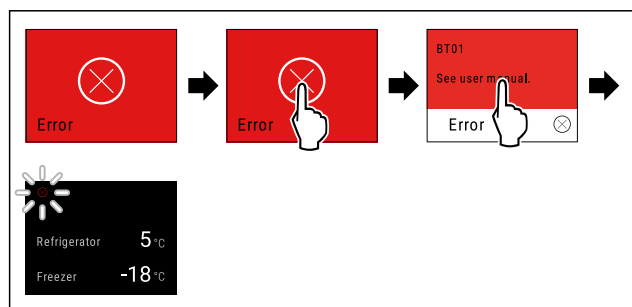 Error
Error
BT01
See user manual.
Error
Refrigerator 5 °C
Freezer -18 °C